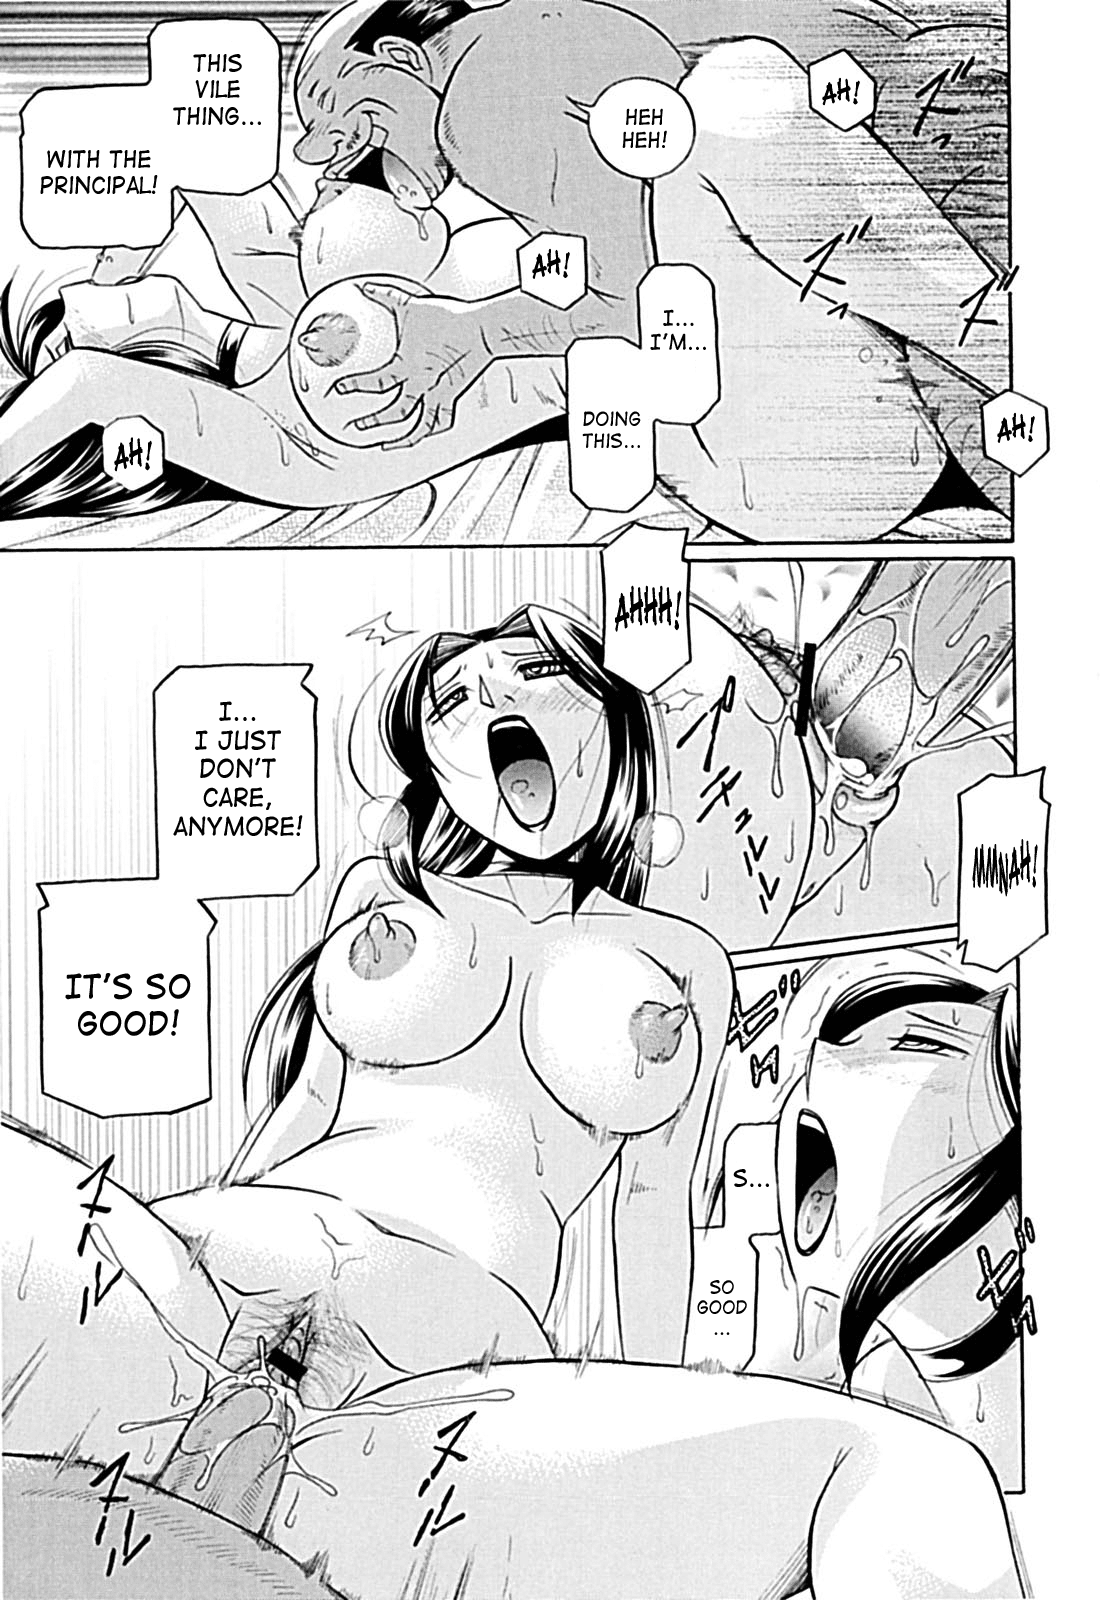 AH!
HEH
HEH!
THIS
VILE
THING...
WITH THE
PRINCIPAL!
AH!
I...
I'M...
DOING
THIS...
AH!
AH!
AHHH!
MMNAH!
S...
SO
GOOD
...
I...
I JUST
DON'T
CARE,
ANYMORE!
IT'S SO
GOOD!